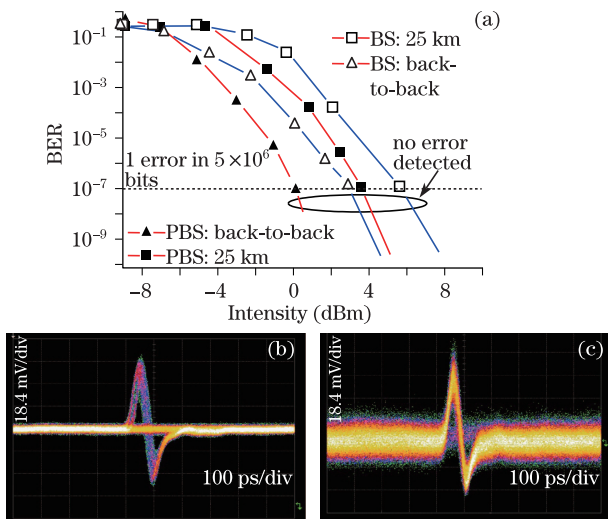 (a)
BS: 25 km
BS: back-
to-back
10⁻¹
10⁻³
10⁻⁵
10⁻⁷
10⁻⁹
BER
1 error in 5×10⁶
bits
no error
detected
PBS: back-to-back
PBS: 25 km
−8 −4 0 4 8
Intensity (dBm)
(b)
18.4 mV/div
100 ps/div
(c)
18.4 mV/div
100 ps/div